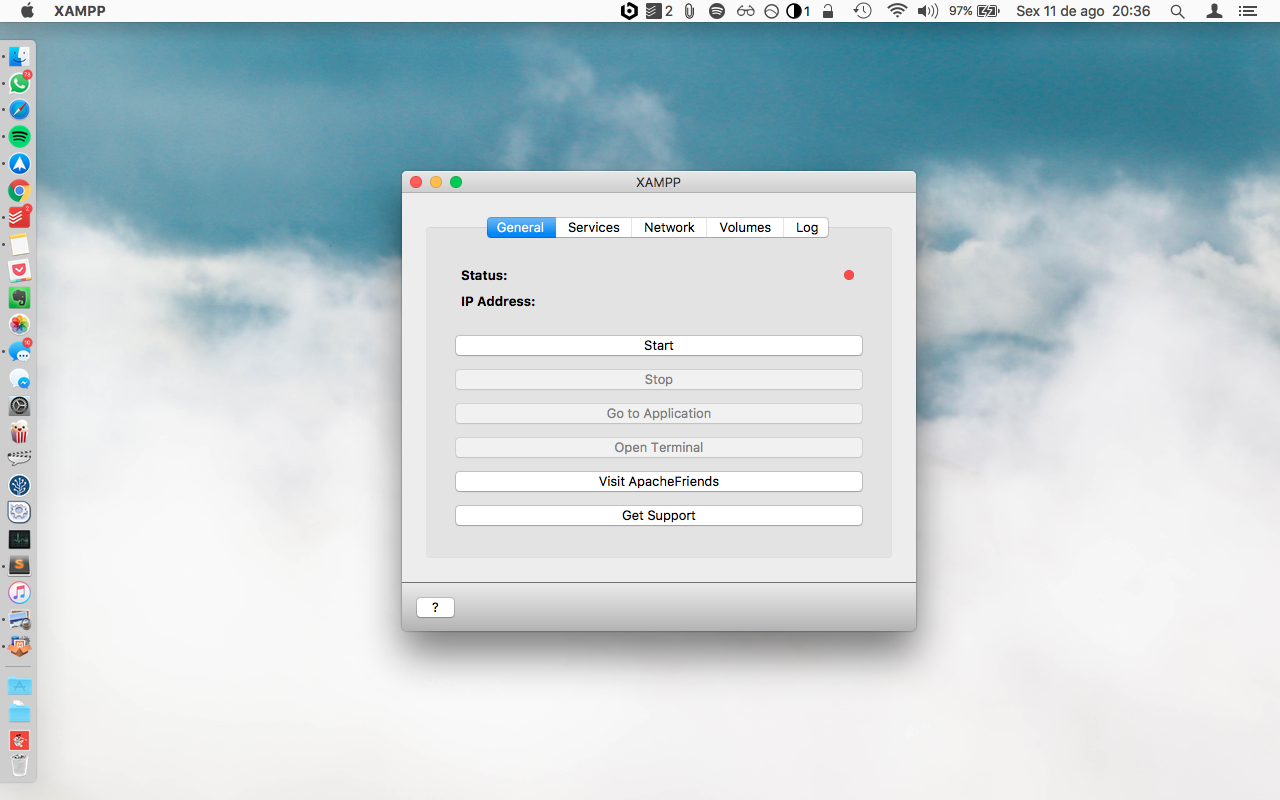 XAMPP 2 1 97% Sex 11 de ago 20:36
XAMPP
General Services Network Volumes Log
Status:
IP Address:
Start
Stop
Go to Application
Open Terminal
Visit ApacheFriends
Get Support
?